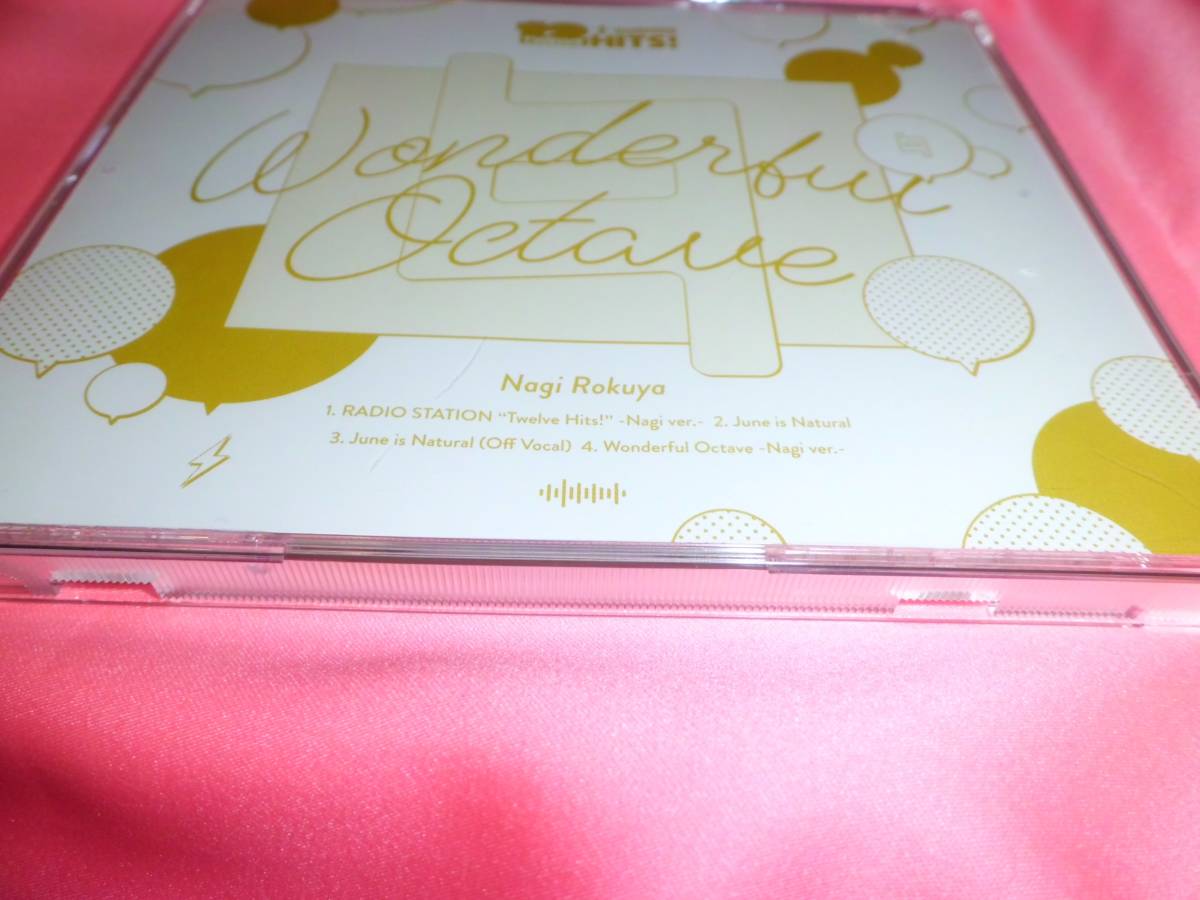 HITS!
Wonderful
Octave
Nagi Rokuya
1. RADIO STATION “Twelve Hits!” -Nagi ver.- 2. June is Natural
3. June is Natural (Off Vocal) 4. Wonderful Octave -Nagi ver.-